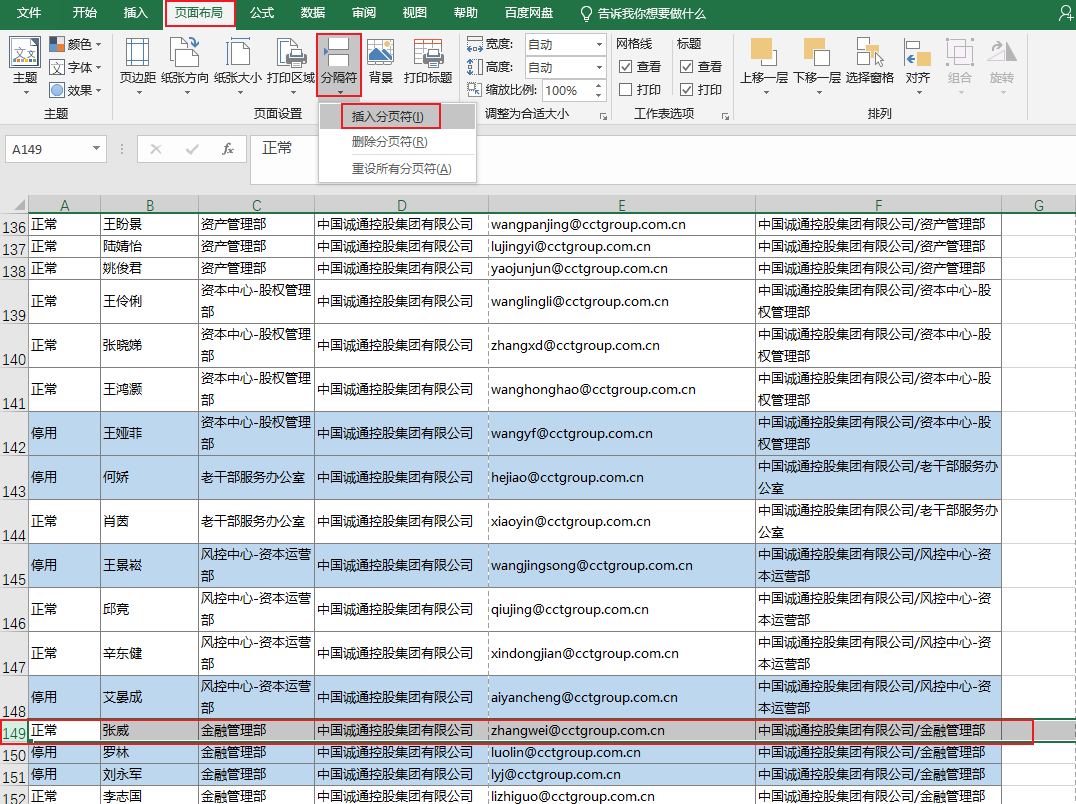 文件 开始 插入 页面布局 公式 数据 审阅 视图 帮助 百度网盘 告诉我你想要做什么
主题 颜色 字体 效果 页边距 纸张方向 纸张大小 打印区域 分隔符 背景 打印标题 宽度: 自动 高度: 自动 缩放比例: 100% 网格线 查看 打印 标题 查看 打印 上移一层 下移一层 选择窗格 对齐 组合 旋转
主题 页面设置 调整为合适大小 工作表选项 排列
插入分页符(I)
删除分页符(R)
重设所有分页符(A)
A149 fx 正常
A B C D E F G
136 正常 王盼景 资产管理部 中国诚通控股集团有限公司 wangpanjing@cctgroup.com.cn 中国诚通控股集团有限公司/资产管理部
137 正常 陆婧怡 资产管理部 中国诚通控股集团有限公司 lujingyi@cctgroup.com.cn 中国诚通控股集团有限公司/资产管理部
138 正常 姚俊君 资产管理部 中国诚通控股集团有限公司 yaojunjun@cctgroup.com.cn 中国诚通控股集团有限公司/资产管理部
139 正常 王伶俐 资本中心-股权管理部 中国诚通控股集团有限公司 wanglingli@cctgroup.com.cn 中国诚通控股集团有限公司/资本中心-股权管理部
140 正常 张晓娣 资本中心-股权管理部 中国诚通控股集团有限公司 zhangxd@cctgroup.com.cn 中国诚通控股集团有限公司/资本中心-股权管理部
141 正常 王鸿灏 资本中心-股权管理部 中国诚通控股集团有限公司 wanghonghao@cctgroup.com.cn 中国诚通控股集团有限公司/资本中心-股权管理部
142 停用 王娅菲 资本中心-股权管理部 中国诚通控股集团有限公司 wangyf@cctgroup.com.cn 中国诚通控股集团有限公司/资本中心-股权管理部
143 停用 何娇 老干部服务办公室 中国诚通控股集团有限公司 hejiao@cctgroup.com.cn 中国诚通控股集团有限公司/老干部服务办公室
144 正常 肖茵 老干部服务办公室 中国诚通控股集团有限公司 xiaoyin@cctgroup.com.cn 中国诚通控股集团有限公司/老干部服务办公室
145 停用 王景崧 风控中心-资本运营部 中国诚通控股集团有限公司 wangjingsong@cctgroup.com.cn 中国诚通控股集团有限公司/风控中心-资本运营部
146 正常 邱竞 风控中心-资本运营部 中国诚通控股集团有限公司 qiujing@cctgroup.com.cn 中国诚通控股集团有限公司/风控中心-资本运营部
147 正常 辛东健 风控中心-资本运营部 中国诚通控股集团有限公司 xindongjian@cctgroup.com.cn 中国诚通控股集团有限公司/风控中心-资本运营部
148 停用 艾晏成 风控中心-资本运营部 中国诚通控股集团有限公司 aiyancheng@cctgroup.com.cn 中国诚通控股集团有限公司/风控中心-资本运营部
149 正常 张威 金融管理部 中国诚通控股集团有限公司 zhangwei@cctgroup.com.cn 中国诚通控股集团有限公司/金融管理部
150 停用 罗林 金融管理部 中国诚通控股集团有限公司 luolin@cctgroup.com.cn 中国诚通控股集团有限公司/金融管理部
151 停用 刘永军 金融管理部 中国诚通控股集团有限公司 lyj@cctgroup.com.cn 中国诚通控股集团有限公司/金融管理部
152 正常 李志国 金融管理部 中国诚通控股集团有限公司 lizhiguo@cctgroup.com.cn 中国诚通控股集团有限公司/金融管理部